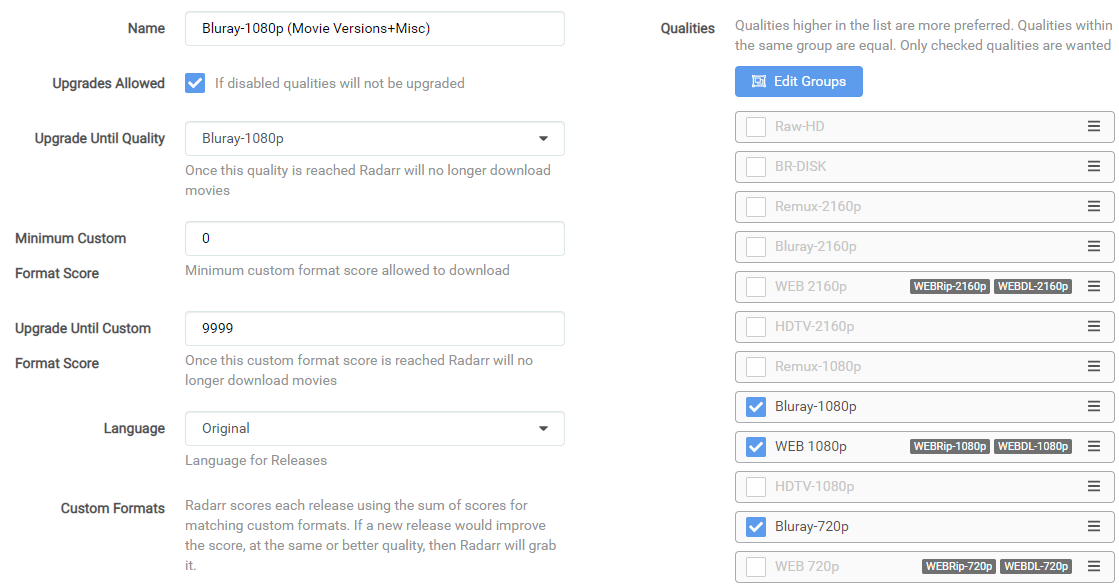 Name
Bluray-1080p (Movie Versions+Misc)
Upgrades Allowed
If disabled qualities will not be upgraded
Upgrade Until Quality
Bluray-1080p
Once this quality is reached Radarr will no longer download
movies
Minimum Custom
Format Score
0
Minimum custom format score allowed to download
Upgrade Until Custom
Format Score
9999
Once this custom format score is reached Radarr will no
longer download movies
Language
Original
Language for Releases
Custom Formats
Radarr scores each release using the sum of scores for
matching custom formats. If a new release would improve
the score, at the same or better quality, then Radarr will grab
it.
Qualities
Qualities higher in the list are more preferred. Qualities within
the same group are equal. Only checked qualities are wanted
Edit Groups
Raw-HD
BR-DISK
Remux-2160p
Bluray-2160p
WEB 2160p WEBRip-2160p WEBDL-2160p
HDTV-2160p
Remux-1080p
Bluray-1080p
WEB 1080p WEBRip-1080p WEBDL-1080p
HDTV-1080p
Bluray-720p
WEB 720p WEBRip-720p WEBDL-720p